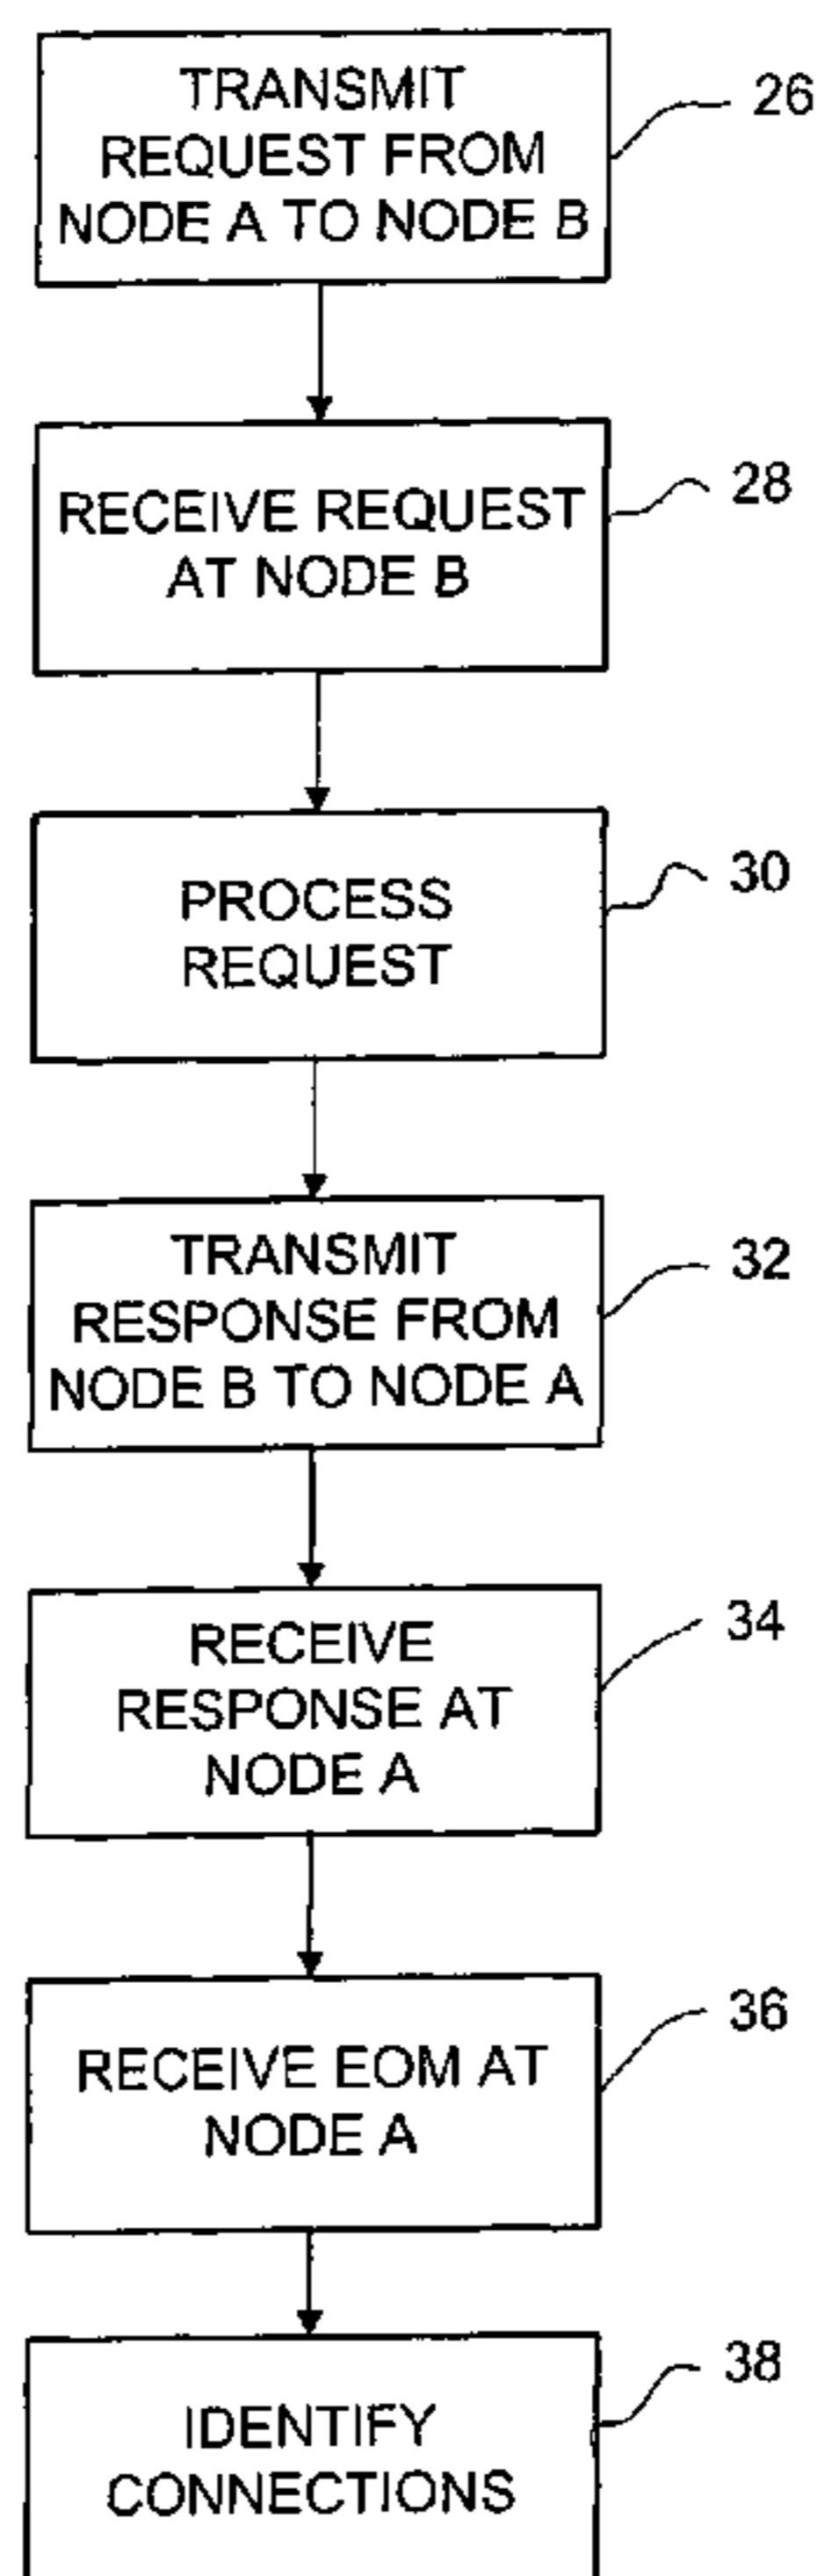 TRANSMIT
REQUEST FROM
NODE A TO NODE B
26
RECEIVE REQUEST
AT NODE B
28
PROCESS
REQUEST
30
TRANSMIT
RESPONSE FROM
NODE B TO NODE A
32
RECEIVE
RESPONSE AT
NODE A
34
RECEIVE EOM AT
NODE A
36
IDENTIFY
CONNECTIONS
38